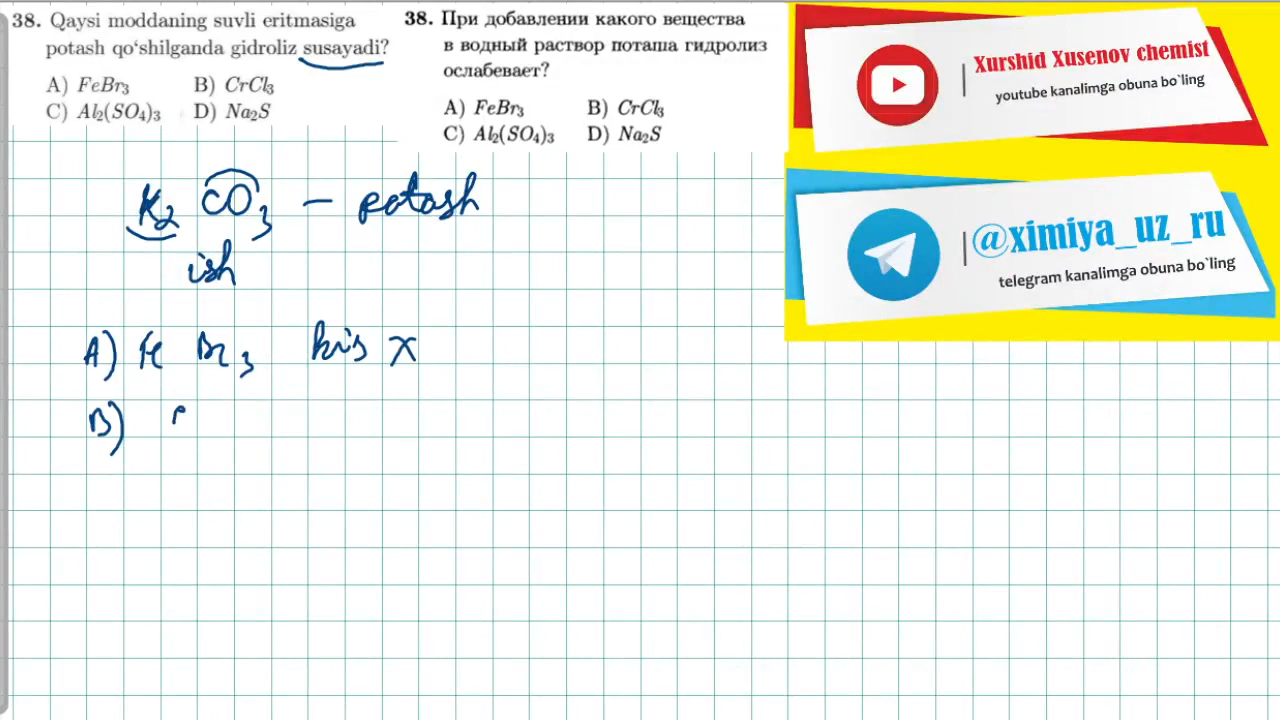 38. Qaysi moddaning suvli eritmasiga
potash qo‘shilganda gidroliz susayadi?
A) FeBr₃ B) CrCl₃
C) Al₂(SO₄)₃ D) Na₂S
38. При добавлении какого вещества
в водный раствор поташа гидролиз
ослабевает?
A) FeBr₃ B) CrCl₃
C) Al₂(SO₄)₃ D) Na₂S
Xurshid Xusenov chemist
youtube kanalimga obuna bo`ling
@ximiya_uz_ru
telegram kanalimga obuna bo`ling
K₂CO₃ – potash
ish
A) Fe Br₃ kis x
B)